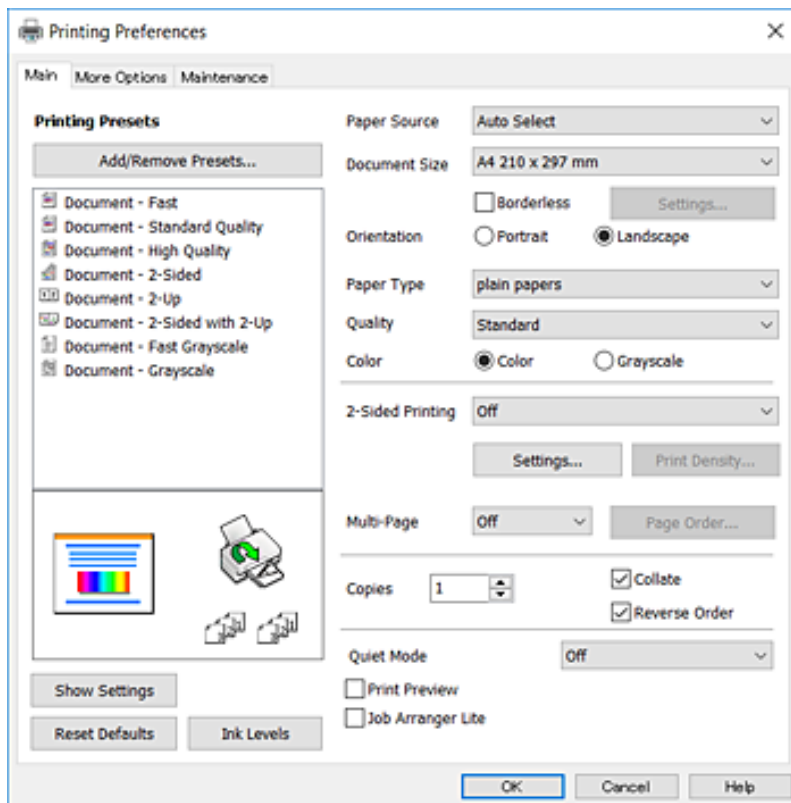 Printing Preferences
Main More Options Maintenance
Printing Presets
Add/Remove Presets...
Document - Fast
Document - Standard Quality
Document - High Quality
Document - 2-Sided
Document - 2-Up
Document - 2-Sided with 2-Up
Document - Fast Grayscale
Document - Grayscale
Show Settings
Reset Defaults Ink Levels
Paper Source Auto Select
Document Size A4 210 x 297 mm
Borderless Settings...
Orientation Portrait Landscape
Paper Type plain papers
Quality Standard
Color Color Grayscale
2-Sided Printing Off
Settings... Print Density...
Multi-Page Off Page Order...
Copies 1 Collate
Reverse Order
Quiet Mode Off
Print Preview
Job Arranger Lite
OK Cancel Help